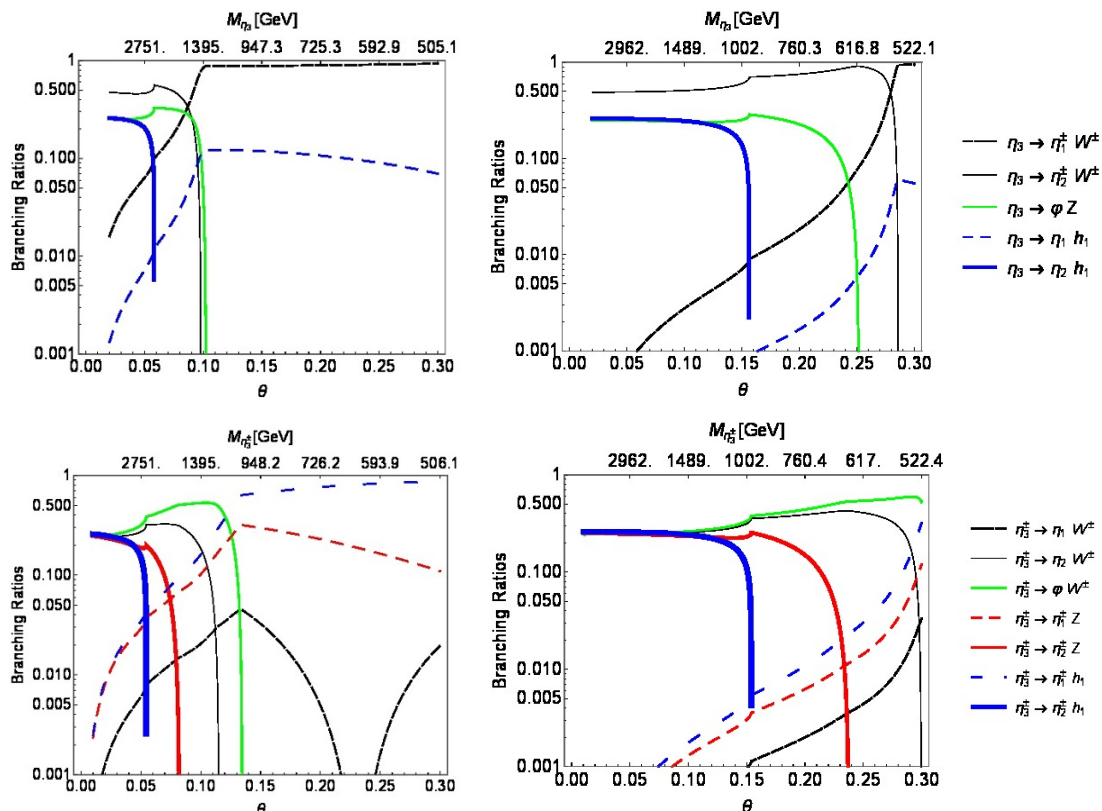 M_{η_3} [GeV]
2751. 1395. 947.3 725.3 592.9 505.1
1
0.500
0.100
0.050
0.010
0.005
0.001
Branching Ratios
0.00 0.05 0.10 0.15 0.20 0.25 0.30
θ
M_{η_3} [GeV]
2962. 1489. 1002. 760.3 616.8 522.1
1
0.500
0.100
0.050
0.010
0.005
0.001
Branching Ratios
0.00 0.05 0.10 0.15 0.20 0.25 0.30
θ
η_3 → η_1^± W^±
η_3 → η_2^± W^±
η_3 → φ Z
η_3 → η_1 h_1
η_3 → η_2 h_1
M_{η_3^±} [GeV]
2751. 1395. 948.2 726.2 593.9 506.1
1
0.500
0.100
0.050
0.010
0.005
0.001
Branching Ratios
0.00 0.05 0.10 0.15 0.20 0.25 0.30
θ
M_{η_3^±} [GeV]
2962. 1489. 1002. 760.4 617. 522.4
1
0.500
0.100
0.050
0.010
0.005
0.001
Branching Ratios
0.00 0.05 0.10 0.15 0.20 0.25 0.30
θ
η_3^± → η_1 W^±
η_3^± → η_2 W^±
η_3^± → φ W^±
η_3^± → η_1^± Z
η_3^± → η_2^± Z
η_3^± → η_1^± h_1
η_3^± → η_2^± h_1